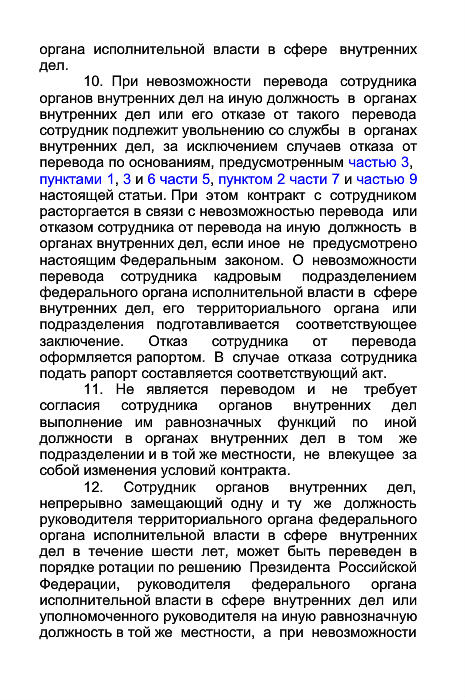 органа исполнительной власти в сфере внутренних
дел.
10. При невозможности перевода сотрудника
органов внутренних дел на иную должность в органах
внутренних дел или его отказе от такого перевода
сотрудник подлежит увольнению со службы в органах
внутренних дел, за исключением случаев отказа от
перевода по основаниям, предусмотренным частью 3,
пунктами 1, 3 и 6 части 5, пунктом 2 части 7 и частью 9
настоящей статьи. При этом контракт с сотрудником
расторгается в связи с невозможностью перевода или
отказом сотрудника от перевода на иную должность в
органах внутренних дел, если иное не предусмотрено
настоящим Федеральным законом. О невозможности
перевода сотрудника кадровым подразделением
федерального органа исполнительной власти в сфере
внутренних дел, его территориального органа или
подразделения подготавливается соответствующее
заключение. Отказ сотрудника от перевода
оформляется рапортом. В случае отказа сотрудника
подать рапорт составляется соответствующий акт.
11. Не является переводом и не требует
согласия сотрудника органов внутренних дел
выполнение им равнозначных функций по иной
должности в органах внутренних дел в том же
подразделении и в той же местности, не влекущее за
собой изменения условий контракта.
12. Сотрудник органов внутренних дел,
непрерывно замещающий одну и ту же должность
руководителя территориального органа федерального
органа исполнительной власти в сфере внутренних
дел в течение шести лет, может быть переведен в
порядке ротации по решению Президента Российской
Федерации, руководителя федерального органа
исполнительной власти в сфере внутренних дел или
уполномоченного руководителя на иную равнозначную
должность в той же местности, а при невозможности